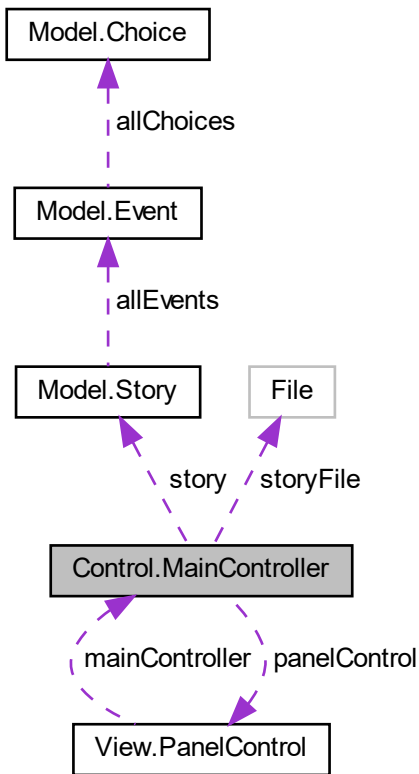 Model.Choice
allChoices
Model.Event
allEvents
Model.Story
File
story
storyFile
Control.MainController
mainController
panelControl
View.PanelControl